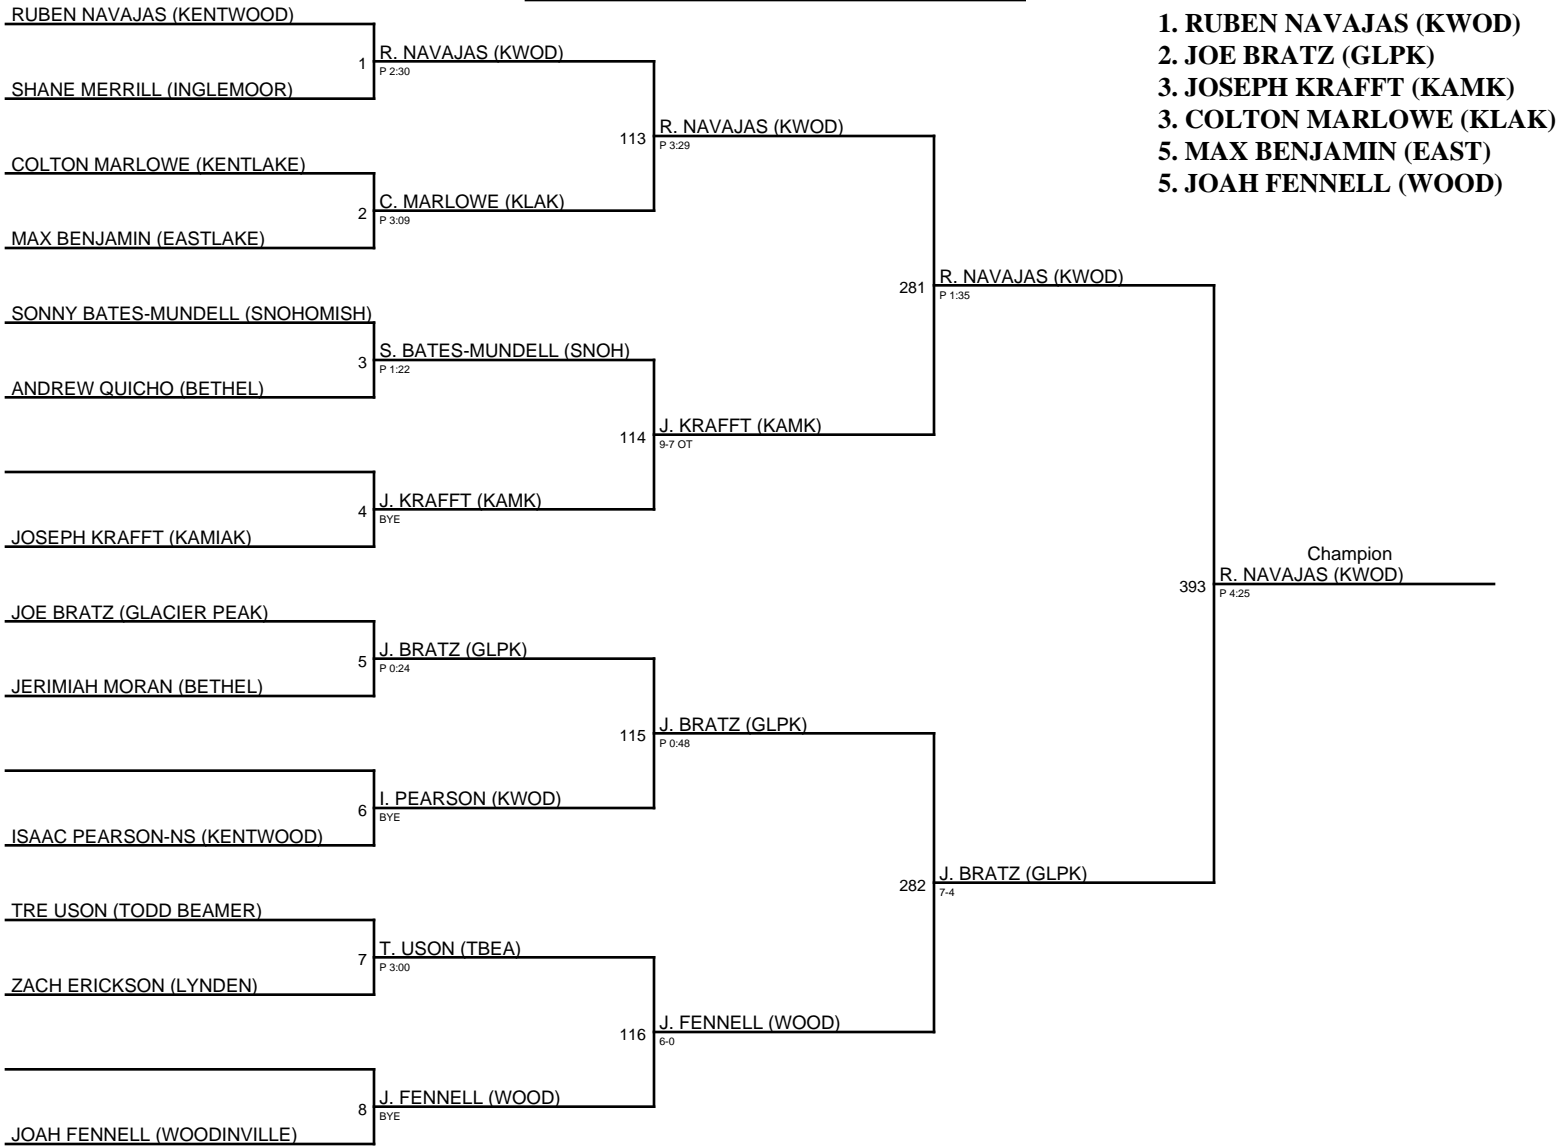 RUBEN NAVAJAS (KENTWOOD)
1
R. NAVAJAS (KWOD)
P 2:30
SHANE MERRILL (INGLEMOOR)
113
R. NAVAJAS (KWOD)
P 3:29
COLTON MARLOWE (KENTLAKE)
2
C. MARLOWE (KLAK)
P 3:09
MAX BENJAMIN (EASTLAKE)
281
R. NAVAJAS (KWOD)
P 1:35
SONNY BATES-MUNDELL (SNOHOMISH)
3
S. BATES-MUNDELL (SNOH)
P 1:22
ANDREW QUICHO (BETHEL)
114
J. KRAFFT (KAMK)
9-7 OT
4
J. KRAFFT (KAMK)
BYE
JOSEPH KRAFFT (KAMIAK)
Champion
393
R. NAVAJAS (KWOD)
P 4:25
JOE BRATZ (GLACIER PEAK)
5
J. BRATZ (GLPK)
P 0:24
JERIMIAH MORAN (BETHEL)
115
J. BRATZ (GLPK)
P 0:48
6
I. PEARSON (KWOD)
BYE
ISAAC PEARSON-NS (KENTWOOD)
282
J. BRATZ (GLPK)
7-4
TRE USON (TODD BEAMER)
7
T. USON (TBEA)
P 3:00
ZACH ERICKSON (LYNDEN)
116
J. FENNELL (WOOD)
6-0
8
J. FENNELL (WOOD)
BYE
JOAH FENNELL (WOODINVILLE)
1. RUBEN NAVAJAS (KWOD)
2. JOE BRATZ (GLPK)
3. JOSEPH KRAFFT (KAMK)
3. COLTON MARLOWE (KLAK)
5. MAX BENJAMIN (EAST)
5. JOAH FENNELL (WOOD)